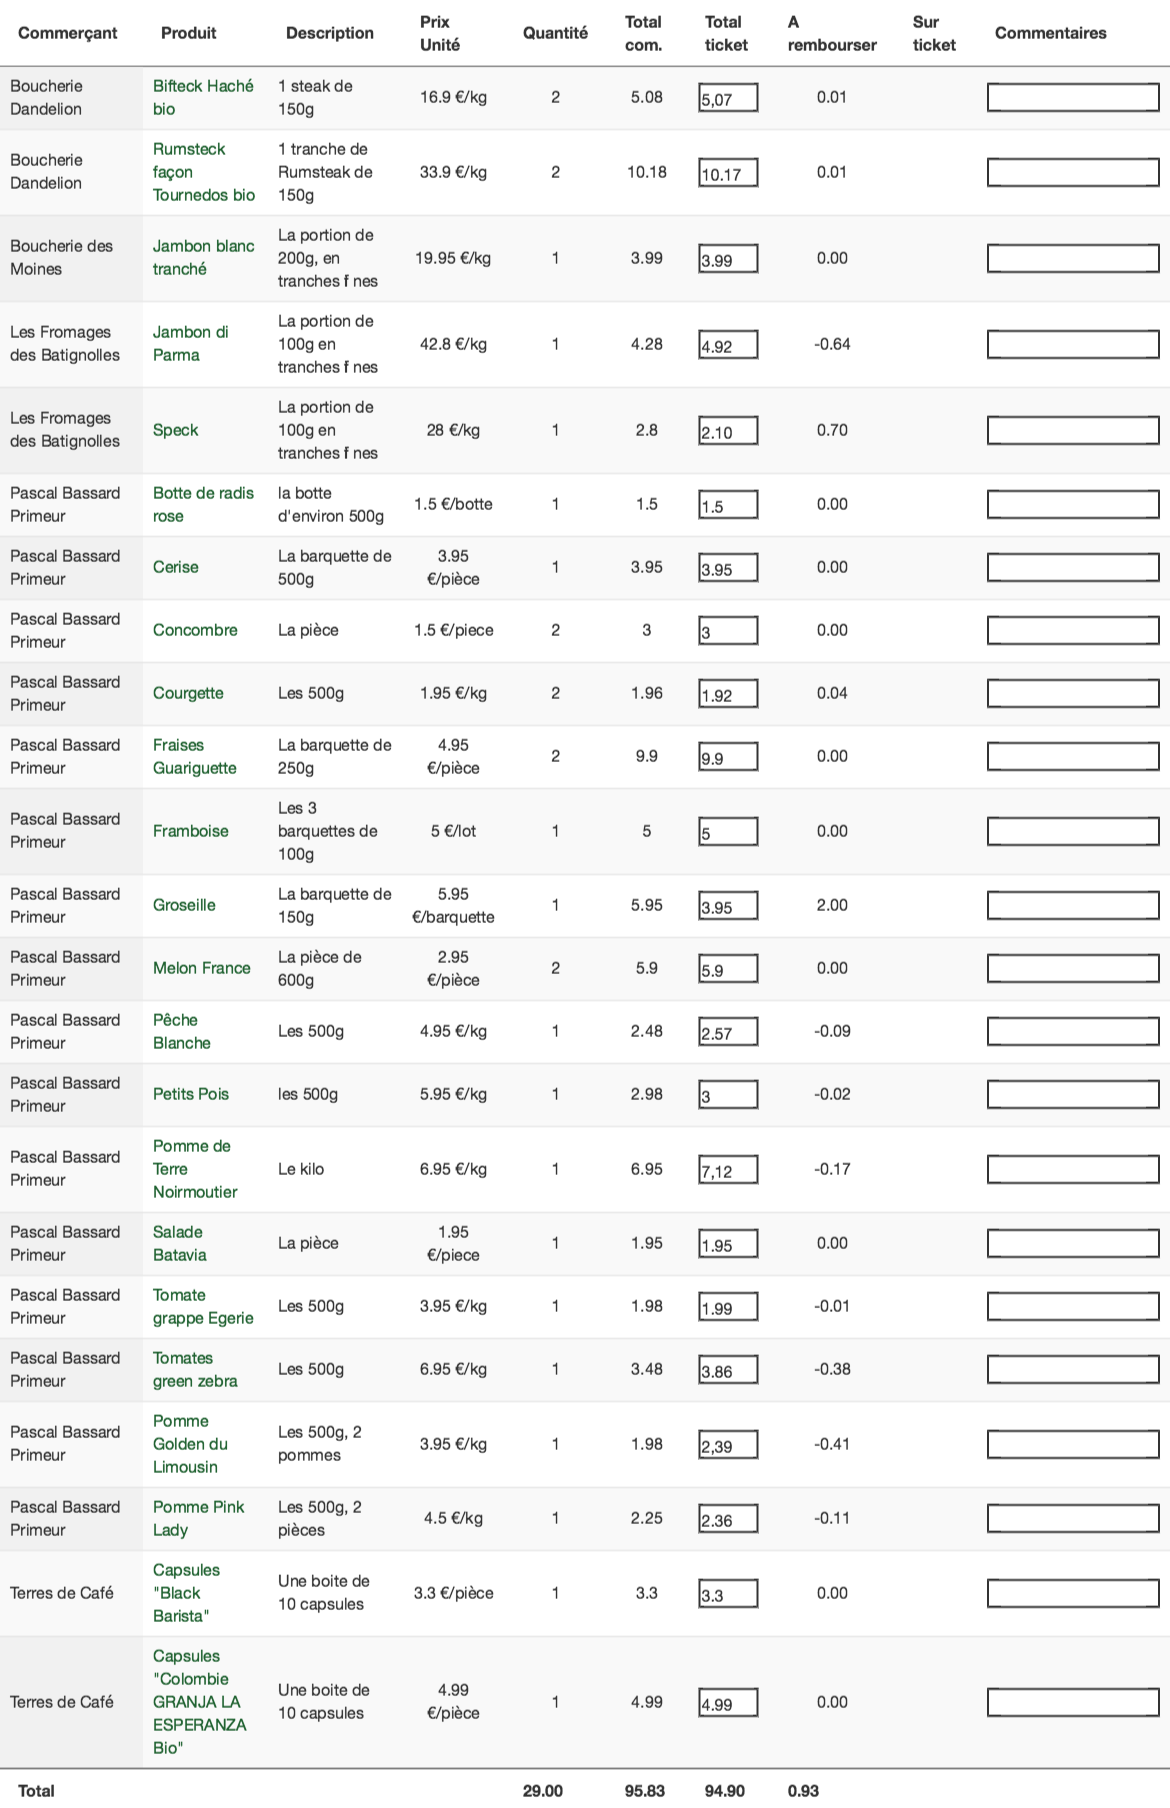 Commerçant Produit Description Prix Unité Quantité Total com. Total ticket A rembourser Sur ticket Commentaires
Boucherie Dandelion Bifteck Haché bio 1 steak de 150g 16.9 €/kg 2 5.08 5,07 0.01
Boucherie Dandelion Rumsteck façon Tournedos bio 1 tranche de Rumsteak de 150g 33.9 €/kg 2 10.18 10.17 0.01
Boucherie des Moines Jambon blanc tranché La portion de 200g, en tranches f nes 19.95 €/kg 1 3.99 3.99 0.00
Les Fromages des Batignolles Jambon di Parma La portion de 100g en tranches f nes 42.8 €/kg 1 4.28 4.92 -0.64
Les Fromages des Batignolles Speck La portion de 100g en tranches f nes 28 €/kg 1 2.8 2.10 0.70
Pascal Bassard Primeur Botte de radis rose la botte d'environ 500g 1.5 €/botte 1 1.5 1.5 0.00
Pascal Bassard Primeur Cerise La barquette de 500g 3.95 €/pièce 1 3.95 3.95 0.00
Pascal Bassard Primeur Concombre La pièce 1.5 €/piece 2 3 3 0.00
Pascal Bassard Primeur Courgette Les 500g 1.95 €/kg 2 1.96 1.92 0.04
Pascal Bassard Primeur Fraises Guariguette La barquette de 250g 4.95 €/pièce 2 9.9 9.9 0.00
Pascal Bassard Primeur Framboise Les 3 barquettes de 100g 5 €/lot 1 5 5 0.00
Pascal Bassard Primeur Groseille La barquette de 150g 5.95 €/barquette 1 5.95 3.95 2.00
Pascal Bassard Primeur Melon France La pièce de 600g 2.95 €/pièce 2 5.9 5.9 0.00
Pascal Bassard Primeur Pêche Blanche Les 500g 4.95 €/kg 1 2.48 2.57 -0.09
Pascal Bassard Primeur Petits Pois les 500g 5.95 €/kg 1 2.98 3 -0.02
Pascal Bassard Primeur Pomme de Terre Noirmoutier Le kilo 6.95 €/kg 1 6.95 7,12 -0.17
Pascal Bassard Primeur Salade Batavia La pièce 1.95 €/piece 1 1.95 1.95 0.00
Pascal Bassard Primeur Tomate grappe Egerie Les 500g 3.95 €/kg 1 1.98 1.99 -0.01
Pascal Bassard Primeur Tomates green zebra Les 500g 6.95 €/kg 1 3.48 3.86 -0.38
Pascal Bassard Primeur Pomme Golden du Limousin Les 500g, 2 pommes 3.95 €/kg 1 1.98 2,39 -0.41
Pascal Bassard Primeur Pomme Pink Lady Les 500g, 2 pièces 4.5 €/kg 1 2.25 2.36 -0.11
Terres de Café Capsules "Black Barista" Une boite de 10 capsules 3.3 €/pièce 1 3.3 3.3 0.00
Terres de Café Capsules "Colombie GRANJA LA ESPERANZA Bio" Une boite de 10 capsules 4.99 €/pièce 1 4.99 4.99 0.00
Total 29.00 95.83 94.90 0.93